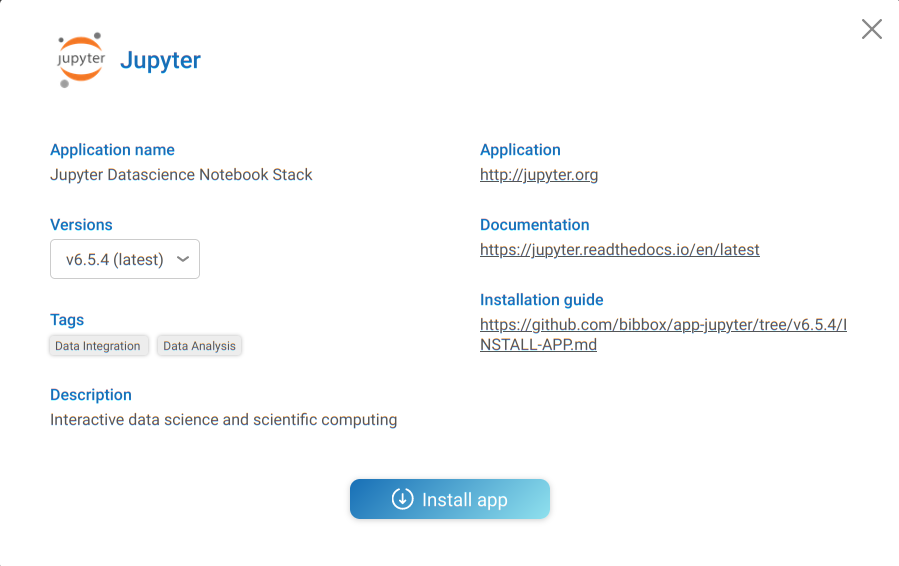 jupyter
Jupyter
Application name
Jupyter Datascience Notebook Stack
Versions
v6.5.4 (latest)
Tags
Data Integration
Data Analysis
Description
Interactive data science and scientific computing
Application
http://jupyter.org
Documentation
https://jupyter.readthedocs.io/en/latest
Installation guide
https://github.com/bibbox/app-jupyter/tree/v6.5.4/I
NSTALL-APP.md
Install app